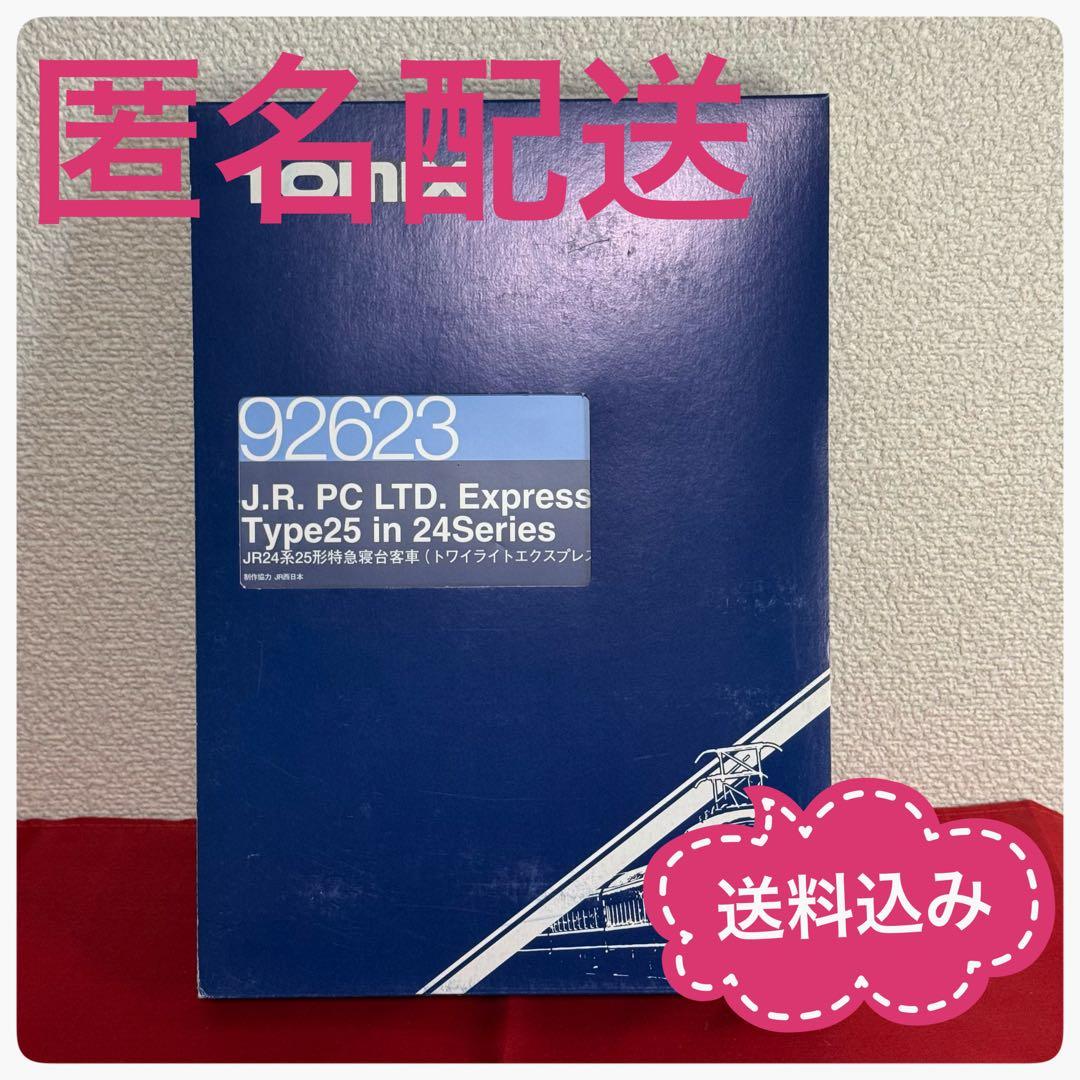 匿名配送
TOMIX
92623
J.R. PC LTD. Express
Type25 in 24Series
JR24系25形特急寝台客車(トワイライトエクスプレス
制作協力 JR西日本
送料込み